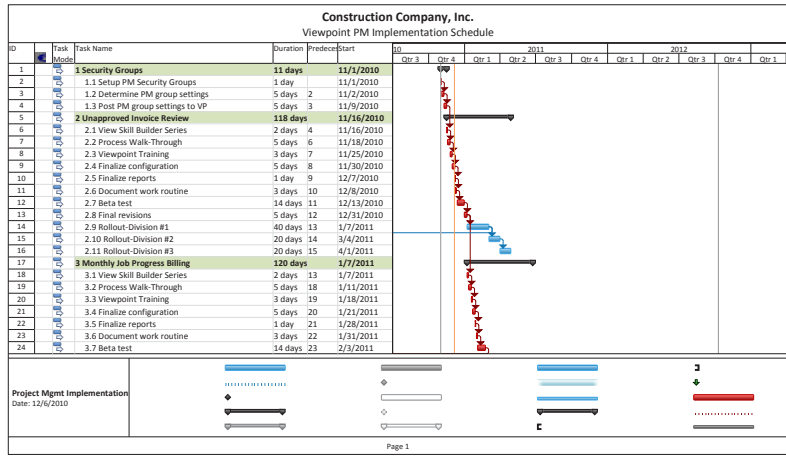 Construction Company, Inc.
Viewpoint PM Implementation Schedule
ID Task Mode Task Name Duration Predeces Start 10 2011 2012
Qtr 3 Qtr 4 Qtr 1 Qtr 2 Qtr 3 Qtr 4 Qtr 1 Qtr 2 Qtr 3 Qtr 4 Qtr 1
1 1 Security Groups 11 days 11/1/2010
2 1.1 Setup PM Security Groups 1 day 11/1/2010
3 1.2 Determine PM group settings 5 days 2 11/2/2010
4 1.3 Post PM group settings to VP 5 days 3 11/9/2010
5 2 Unapproved Invoice Review 118 days 11/16/2010
6 2.1 View Skill Builder Series 2 days 4 11/16/2010
7 2.2 Process Walk-Through 5 days 6 11/18/2010
8 2.3 Viewpoint Training 3 days 7 11/25/2010
9 2.4 Finalize configuration 5 days 8 11/30/2010
10 2.5 Finalize reports 1 day 9 12/7/2010
11 2.6 Document work routine 3 days 10 12/8/2010
12 2.7 Beta test 14 days 11 12/13/2010
13 2.8 Final revisions 5 days 12 12/31/2010
14 2.9 Rollout-Division #1 40 days 13 1/7/2011
15 2.10 Rollout-Division #2 20 days 14 3/4/2011
16 2.11 Rollout-Division #3 20 days 15 4/1/2011
17 3 Monthly Job Progress Billing 120 days 1/7/2011
18 3.1 View Skill Builder Series 2 days 13 1/7/2011
19 3.2 Process Walk-Through 5 days 18 1/11/2011
20 3.3 Viewpoint Training 3 days 19 1/18/2011
21 3.4 Finalize configuration 5 days 20 1/21/2011
22 3.5 Finalize reports 1 day 21 1/28/2011
23 3.6 Document work routine 3 days 22 1/31/2011
24 3.7 Beta test 14 days 23 2/3/2011
Project Mgmt Implementation
Date: 12/6/2010
Page 1